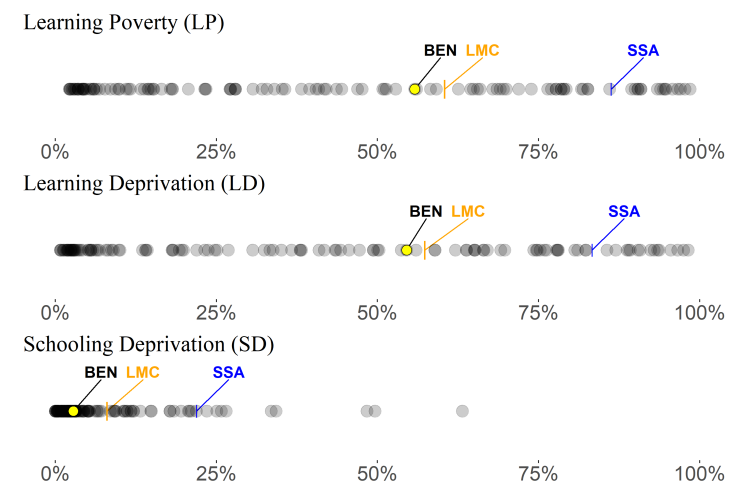 Learning Poverty (LP)
BEN LMC SSA
0% 25% 50% 75% 100%
Learning Deprivation (LD)
BEN LMC SSA
0% 25% 50% 75% 100%
Schooling Deprivation (SD)
BEN LMC SSA
0% 25% 50% 75% 100%